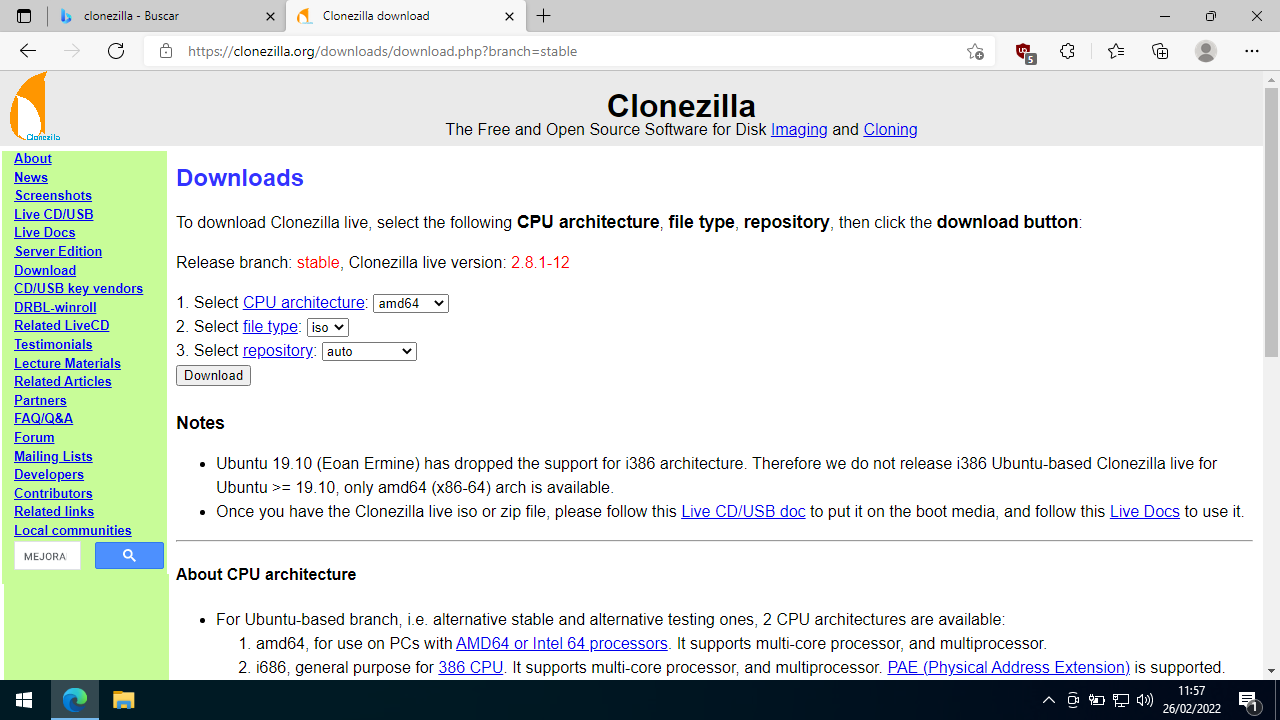 clonezilla - Buscar
Clonezilla download
https://clonezilla.org/downloads/download.php?branch=stable
5
Clonezilla
Clonezilla
The Free and Open Source Software for Disk Imaging and Cloning
About
News
Screenshots
Live CD/USB
Live Docs
Server Edition
Download
CD/USB key vendors
DRBL-winroll
Related LiveCD
Testimonials
Lecture Materials
Related Articles
Partners
FAQ/Q&A
Forum
Mailing Lists
Developers
Contributors
Related links
Local communities
MEJORA
Downloads
To download Clonezilla live, select the following CPU architecture, file type, repository, then click the download button:
Release branch: stable, Clonezilla live version: 2.8.1-12
1. Select CPU architecture: amd64
2. Select file type: iso
3. Select repository: auto
Download
Notes
• Ubuntu 19.10 (Eoan Ermine) has dropped the support for i386 architecture. Therefore we do not release i386 Ubuntu-based Clonezilla live for
Ubuntu >= 19.10, only amd64 (x86-64) arch is available.
• Once you have the Clonezilla live iso or zip file, please follow this Live CD/USB doc to put it on the boot media, and follow this Live Docs to use it.
About CPU architecture
• For Ubuntu-based branch, i.e. alternative stable and alternative testing ones, 2 CPU architectures are available:
1. amd64, for use on PCs with AMD64 or Intel 64 processors. It supports multi-core processor, and multiprocessor.
2. i686, general purpose for 386 CPU. It supports multi-core processor, and multiprocessor. PAE (Physical Address Extension) is supported.
11:57
26/02/2022
1